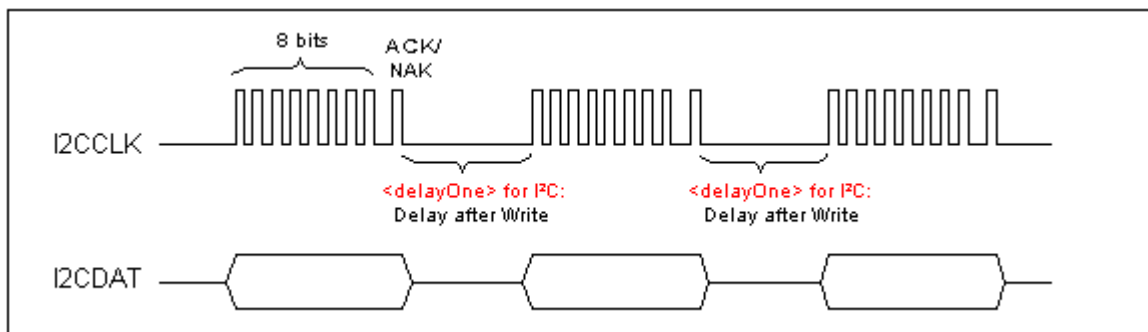 8 bits
ACK/
NAK
I2CCLK
<delayOne> for I²C:
Delay after Write
<delayOne> for I²C:
Delay after Write
I2CDAT